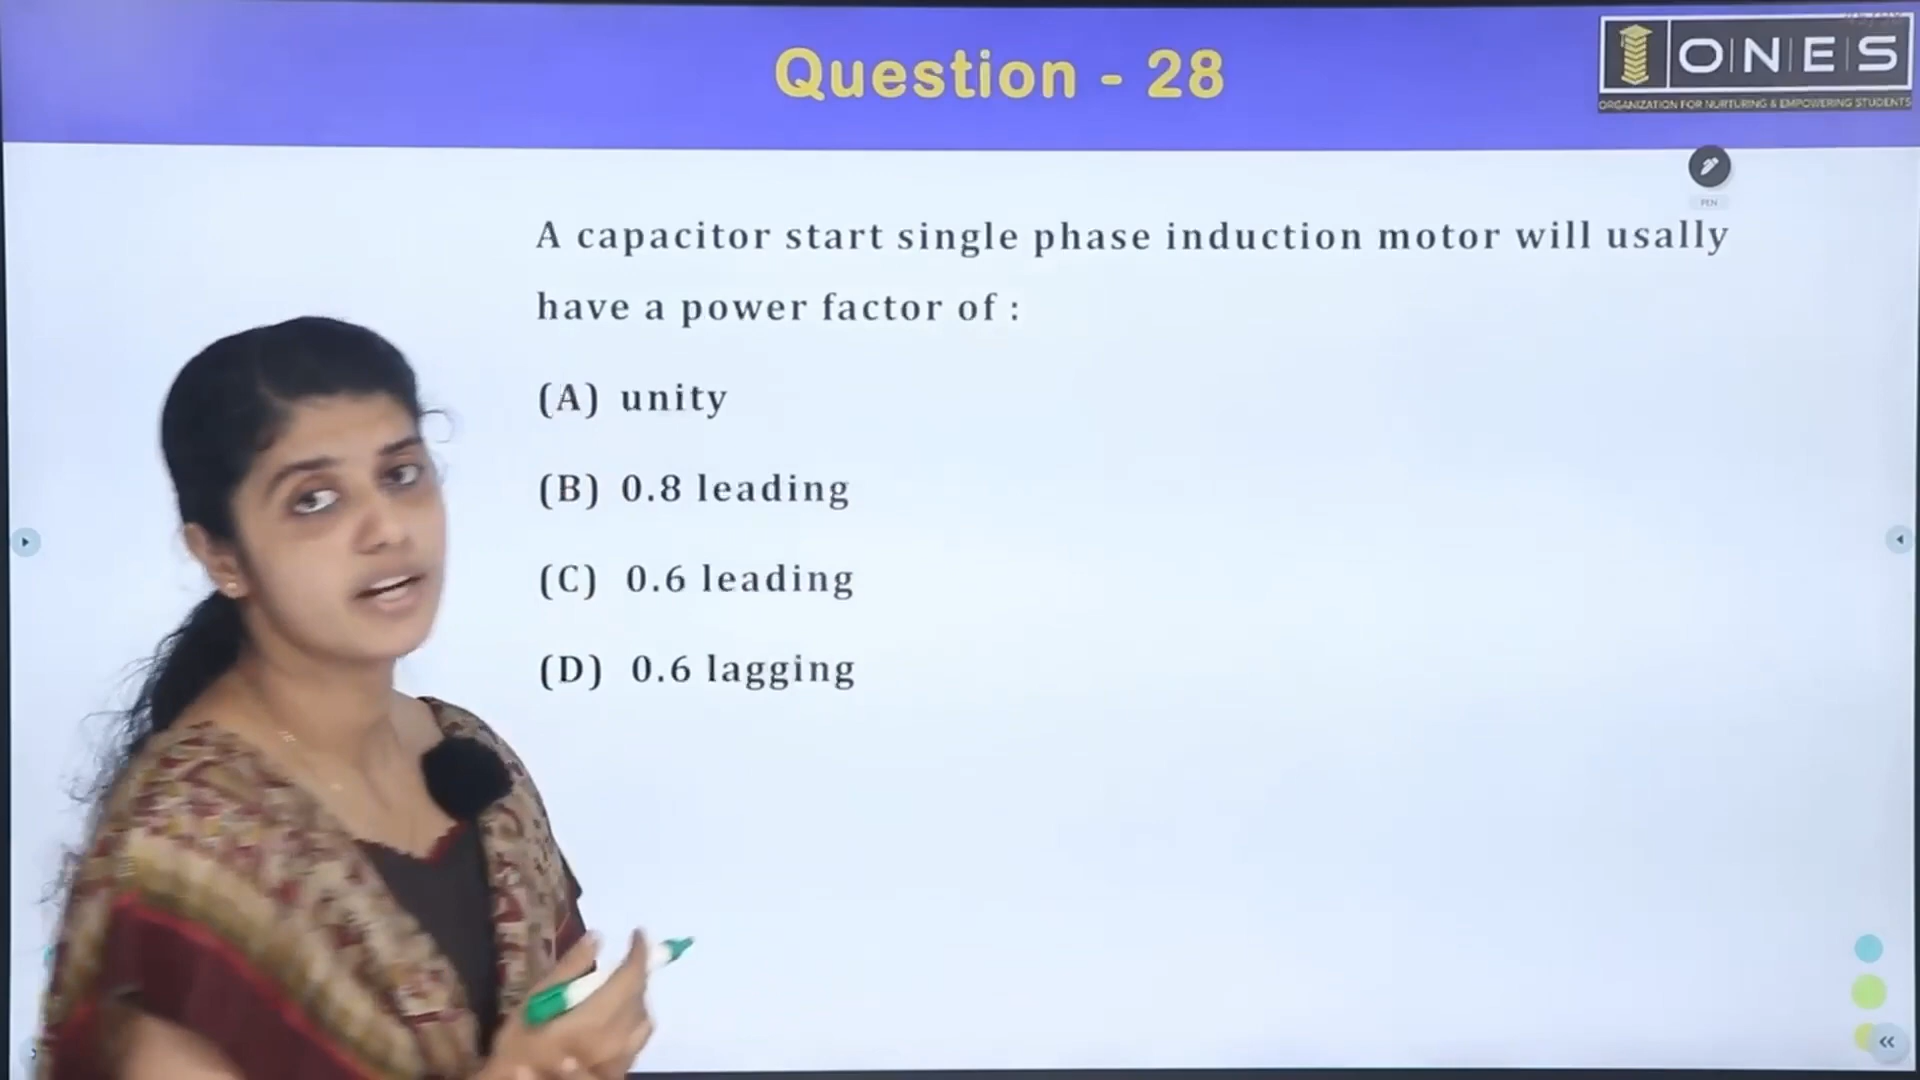 Question - 28
ONES
ORGANIZATION FOR NURTURING & EMPOWERING STUDENTS
PEN
A capacitor start single phase induction motor will usally
have a power factor of :
(A) unity
(B) 0.8 leading
(C) 0.6 leading
(D) 0.6 lagging